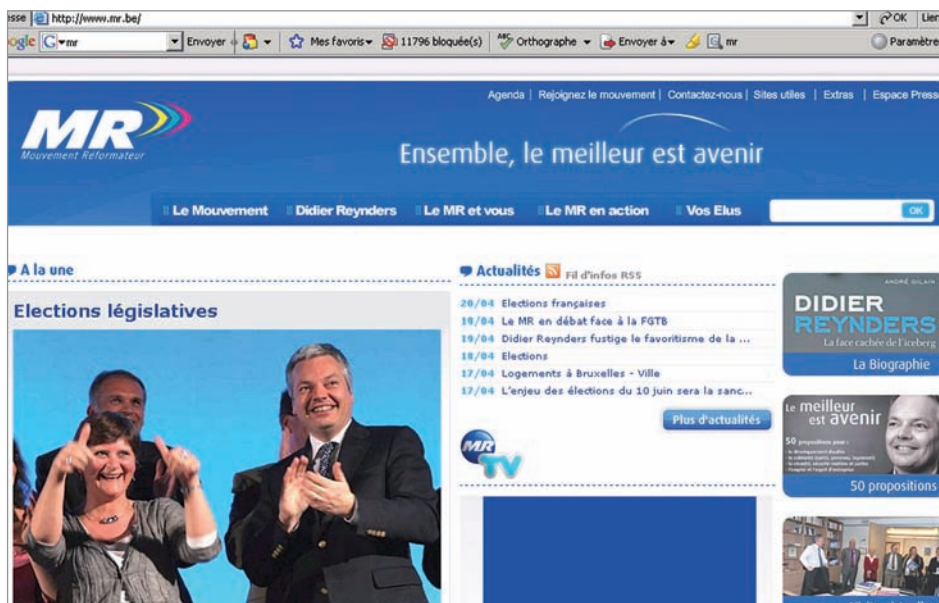 esse http://www.mr.be/ OK Lien
ogle G mr Envoyer Mes favoris 11796 bloquée(s) ABC Orthographe Envoyer à mr Paramètre
Agenda | Rejoignez le mouvement | Contactez-nous | Sites utiles | Extras | Espace Presse
MR
Mouvement Réformateur
Ensemble, le meilleur est avenir
Le Mouvement Didier Reynders Le MR et vous Le MR en action Vos Elus OK
A la une
Elections législatives
Actualités Fil d'infos RSS
20/04 Elections françaises
19/04 Le MR en débat face à la FGTB
19/04 Didier Reynders fustige le favoritisme de la ...
18/04 Elections
17/04 Logements à Bruxelles - Ville
17/04 L'enjeu des élections du 10 juin sera la sanc...
Plus d'actualités
MR
TV
ANDRÉ GILAIN
DIDIER
REYNDERS
La face cachée de l'iceberg
La Biographie
Le meilleur
est avenir
50 propositions pour :
50 propositions